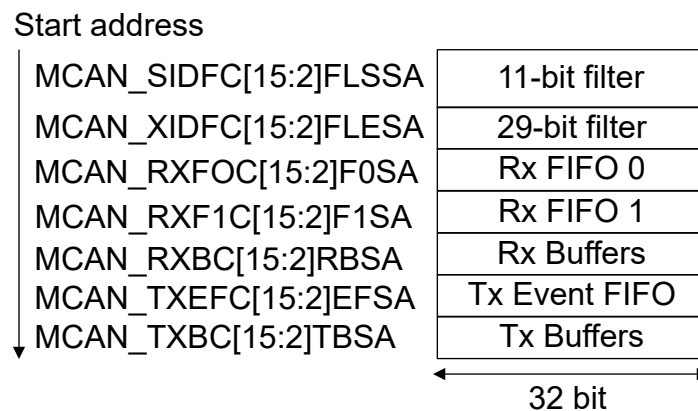 Start address
MCAN_SIDFC[15:2]FLSSA 11-bit filter
MCAN_XIDFC[15:2]FLESA 29-bit filter
MCAN_RXFOC[15:2]F0SA Rx FIFO 0
MCAN_RXF1C[15:2]F1SA Rx FIFO 1
MCAN_RXBC[15:2]RBSA Rx Buffers
MCAN_TXEFC[15:2]EFSA Tx Event FIFO
MCAN_TXBC[15:2]TBSA Tx Buffers
32 bit